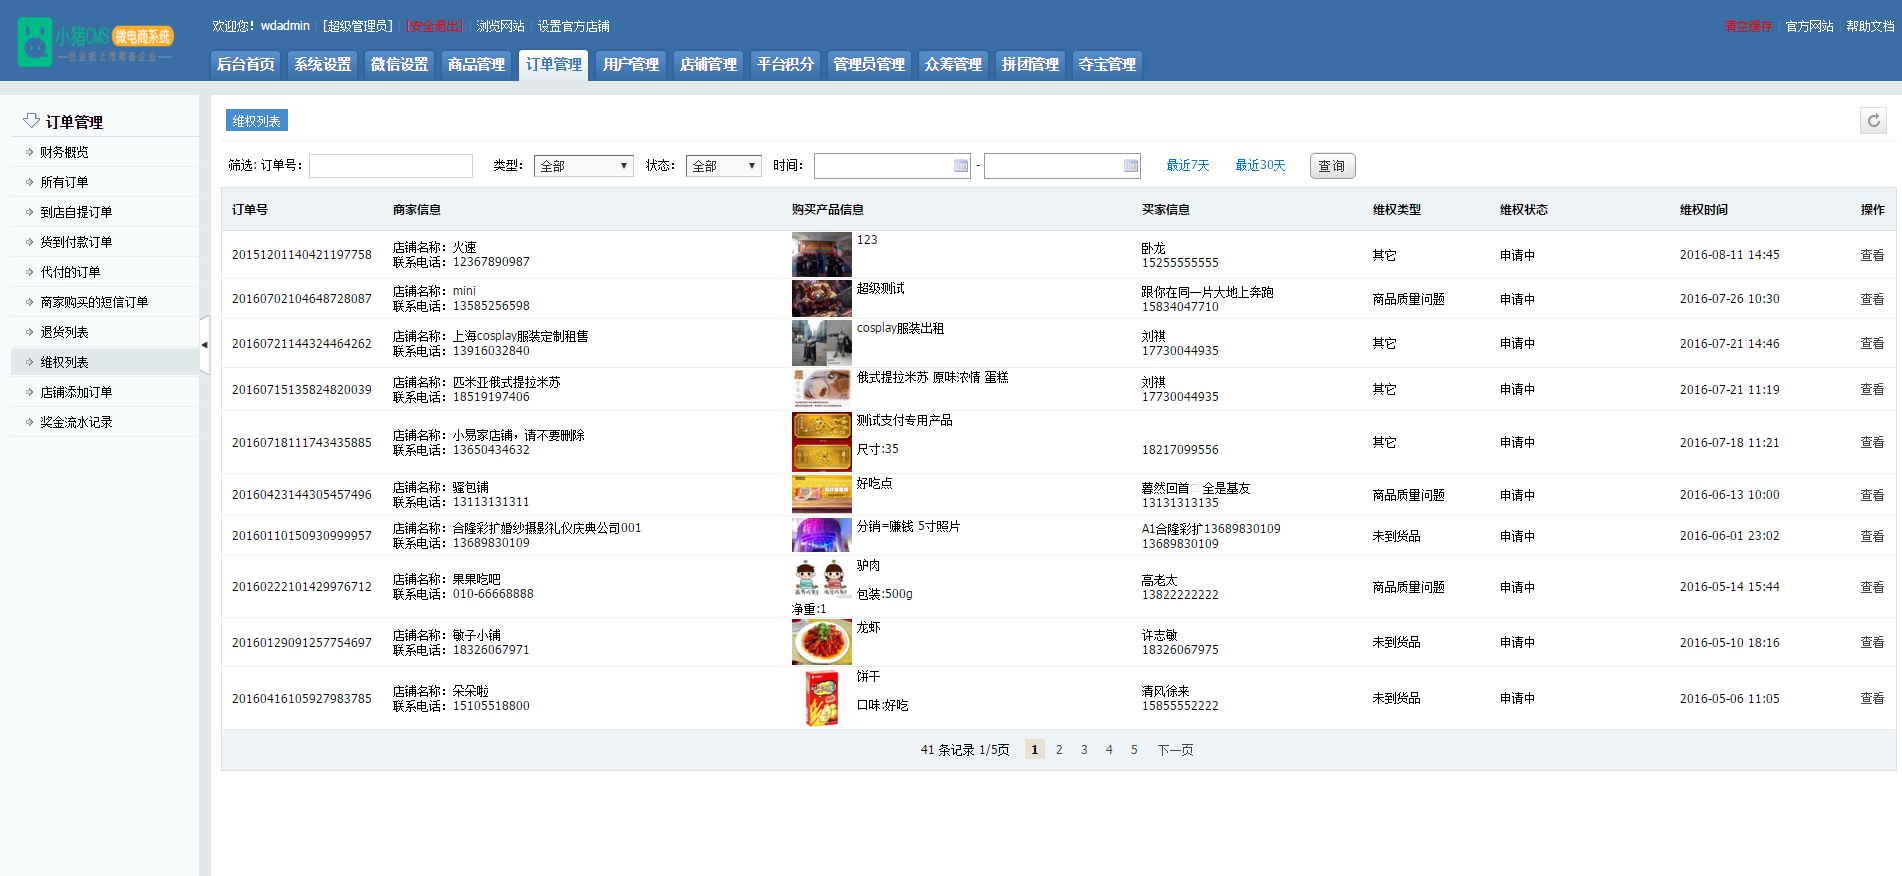 小猪CMS 微电商系统
—创业板上市筹备企业—
欢迎您！wdadmin [超级管理员] [安全退出] 浏览网站 设置官方店铺
清空缓存 官方网站 帮助文档
后台首页 系统设置 微信设置 商品管理 订单管理 用户管理 店铺管理 平台积分 管理员管理 众筹管理 拼团管理 夺宝管理
订单管理
财务概览
所有订单
到店自提订单
货到付款订单
代付的订单
商家购买的短信订单
退货列表
维权列表
店铺添加订单
奖金流水记录
维权列表
筛选: 订单号: 类型: 全部 状态: 全部 时间: - 最近7天 最近30天 查询
订单号 商家信息 购买产品信息 买家信息 维权类型 维权状态 维权时间 操作
20151201140421197758 店铺名称：火速 123 卧龙 其它 申请中 2016-08-11 14:45 查看
联系电话：12367890987 15255555555
20160702104648728087 店铺名称：mini 超级测试 跟你在同一片大地上奔跑 商品质量问题 申请中 2016-07-26 10:30 查看
联系电话：13585256598 15834047710
20160721144324464262 店铺名称：上海cosplay服装定制租售 cosplay服装出租 刘祺 其它 申请中 2016-07-21 14:46 查看
联系电话：13916032840 17730044935
20160715135824820039 店铺名称：匹米亚俄式提拉米苏 俄式提拉米苏 原味浓情 蛋糕 刘祺 其它 申请中 2016-07-21 11:19 查看
联系电话：18519197406 17730044935
20160718111743435885 店铺名称：小易家店铺，请不要删除 测试支付专用产品 其它 申请中 2016-07-18 11:21 查看
联系电话：13650434632 尺寸:35 18217099556
20160423144305457496 店铺名称：骚包铺 好吃点 蓦然回首 全是基友 商品质量问题 申请中 2016-06-13 10:00 查看
联系电话：13113131311 13131313135
20160110150930999957 店铺名称：合隆彩扩婚纱摄影礼仪庆典公司001 分销=赚钱 5寸照片 A1合隆彩扩13689830109 未到货品 申请中 2016-06-01 23:02 查看
联系电话：13689830109 13689830109
20160222101429976712 店铺名称：果果吃吧 驴肉 高老太 商品质量问题 申请中 2016-05-14 15:44 查看
联系电话：010-66668888 包装:500g 13822222222
净重:1
20160129091257754697 店铺名称：敏子小铺 龙虾 许志敏 未到货品 申请中 2016-05-10 18:16 查看
联系电话：18326067971 18326067975
20160416105927983785 店铺名称：朵朵啦 饼干 清风徐来 未到货品 申请中 2016-05-06 11:05 查看
联系电话：15105518800 口味:好吃 15855552222
41 条记录 1/5页 1 2 3 4 5 下一页